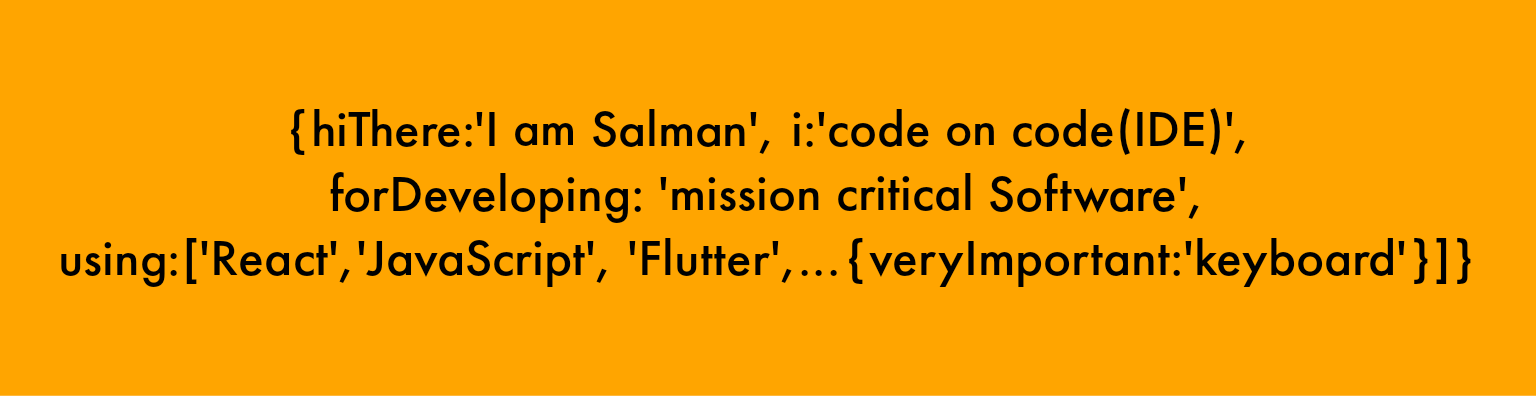 {hiThere:'I am Salman', i:'code on code(IDE)',
forDeveloping: 'mission critical Software',
using:['React','JavaScript', 'Flutter',...{veryImportant:'keyboard'}]}